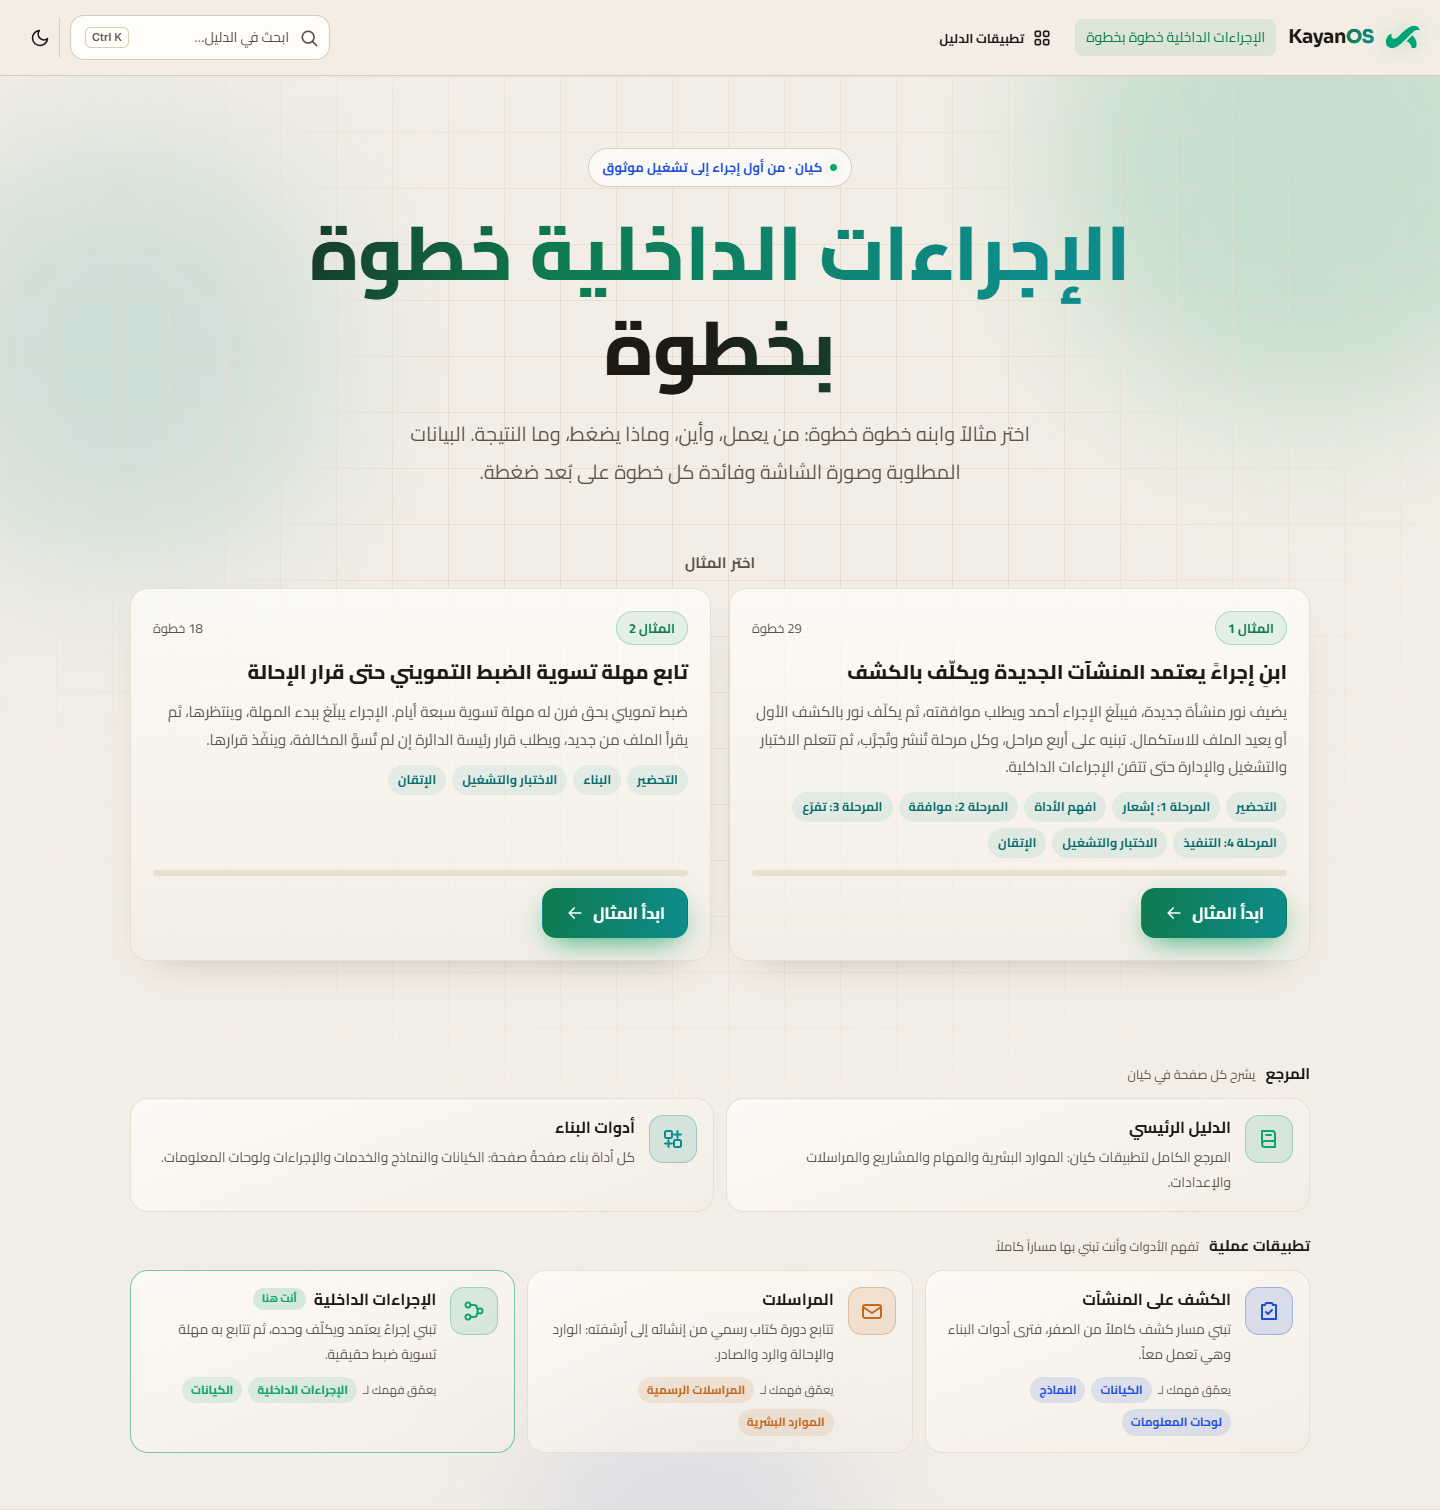 KayanOS
الإجراءات الداخلية خطوة بخطوة
تطبيقات الدليل
ابحث في الدليل...
Ctrl K
كيان · من أول إجراء إلى تشغيل موثوق
الإجراءات الداخلية خطوة
بخطوة
اختر مثالاً وابنه خطوة خطوة: من يعمل، وأين، وماذا يضغط، وما النتيجة. البيانات
المطلوبة وصورة الشاشة وفائدة كل خطوة على بُعد ضغطة.
اختر المثال
المثال 1
29 خطوة
ابنِ إجراءً يعتمد المنشآت الجديدة ويكلّف بالكشف
يضيف نور منشأة جديدة، فيبلّغ الإجراء أحمد ويطلب موافقته، ثم يكلّف نور بالكشف الأول
أو يعيد الملف للاستكمال. تبنيه على أربع مراحل، وكل مرحلة تُنشر وتُجرَّب، ثم تتعلم الاختبار
والتشغيل والإدارة حتى تتقن الإجراءات الداخلية.
التحضير
المرحلة 1: إشعار
افهم الأداة
المرحلة 2: موافقة
المرحلة 3: تفرّع
المرحلة 4: التنفيذ
الاختبار والتشغيل
الإتقان
ابدأ المثال
المثال 2
18 خطوة
تابع مهلة تسوية الضبط التمويني حتى قرار الإحالة
ضبط تمويني بحق فرن له مهلة تسوية سبعة أيام. الإجراء يبلّغ ببدء المهلة، وينتظرها، ثم
يقرأ الملف من جديد، ويطلب قرار رئيسة الدائرة إن لم تُسوَّ المخالفة، وينفّذ قرارها.
التحضير
البناء
الاختبار والتشغيل
الإتقان
ابدأ المثال
المرجع
يشرح كل صفحة في كيان
الدليل الرئيسي
المرجع الكامل لتطبيقات كيان: الموارد البشرية والمهام والمشاريع والمراسلات
والإعدادات.
أدوات البناء
كل أداة بناء صفحةً صفحة: الكيانات والنماذج والخدمات والإجراءات ولوحات المعلومات.
تطبيقات عملية
تفهم الأدوات وأنت تبني بها مساراً كاملاً
الكشف على المنشآت
تبني مسار كشف كاملاً من الصفر، فترى أدوات البناء
وهي تعمل معاً.
يعمّق فهمك لـ
الكيانات
النماذج
لوحات المعلومات
المراسلات
تتابع دورة كتاب رسمي من إنشائه إلى أرشفته: الوارد
والإحالة والرد والصادر.
يعمّق فهمك لـ
المراسلات الرسمية
الموارد البشرية
الإجراءات الداخلية
أنت هنا
تبني إجراءً يعتمد ويكلّف وحده، ثم تتابع به مهلة
تسوية ضبط حقيقية.
يعمّق فهمك لـ
الإجراءات الداخلية
الكيانات